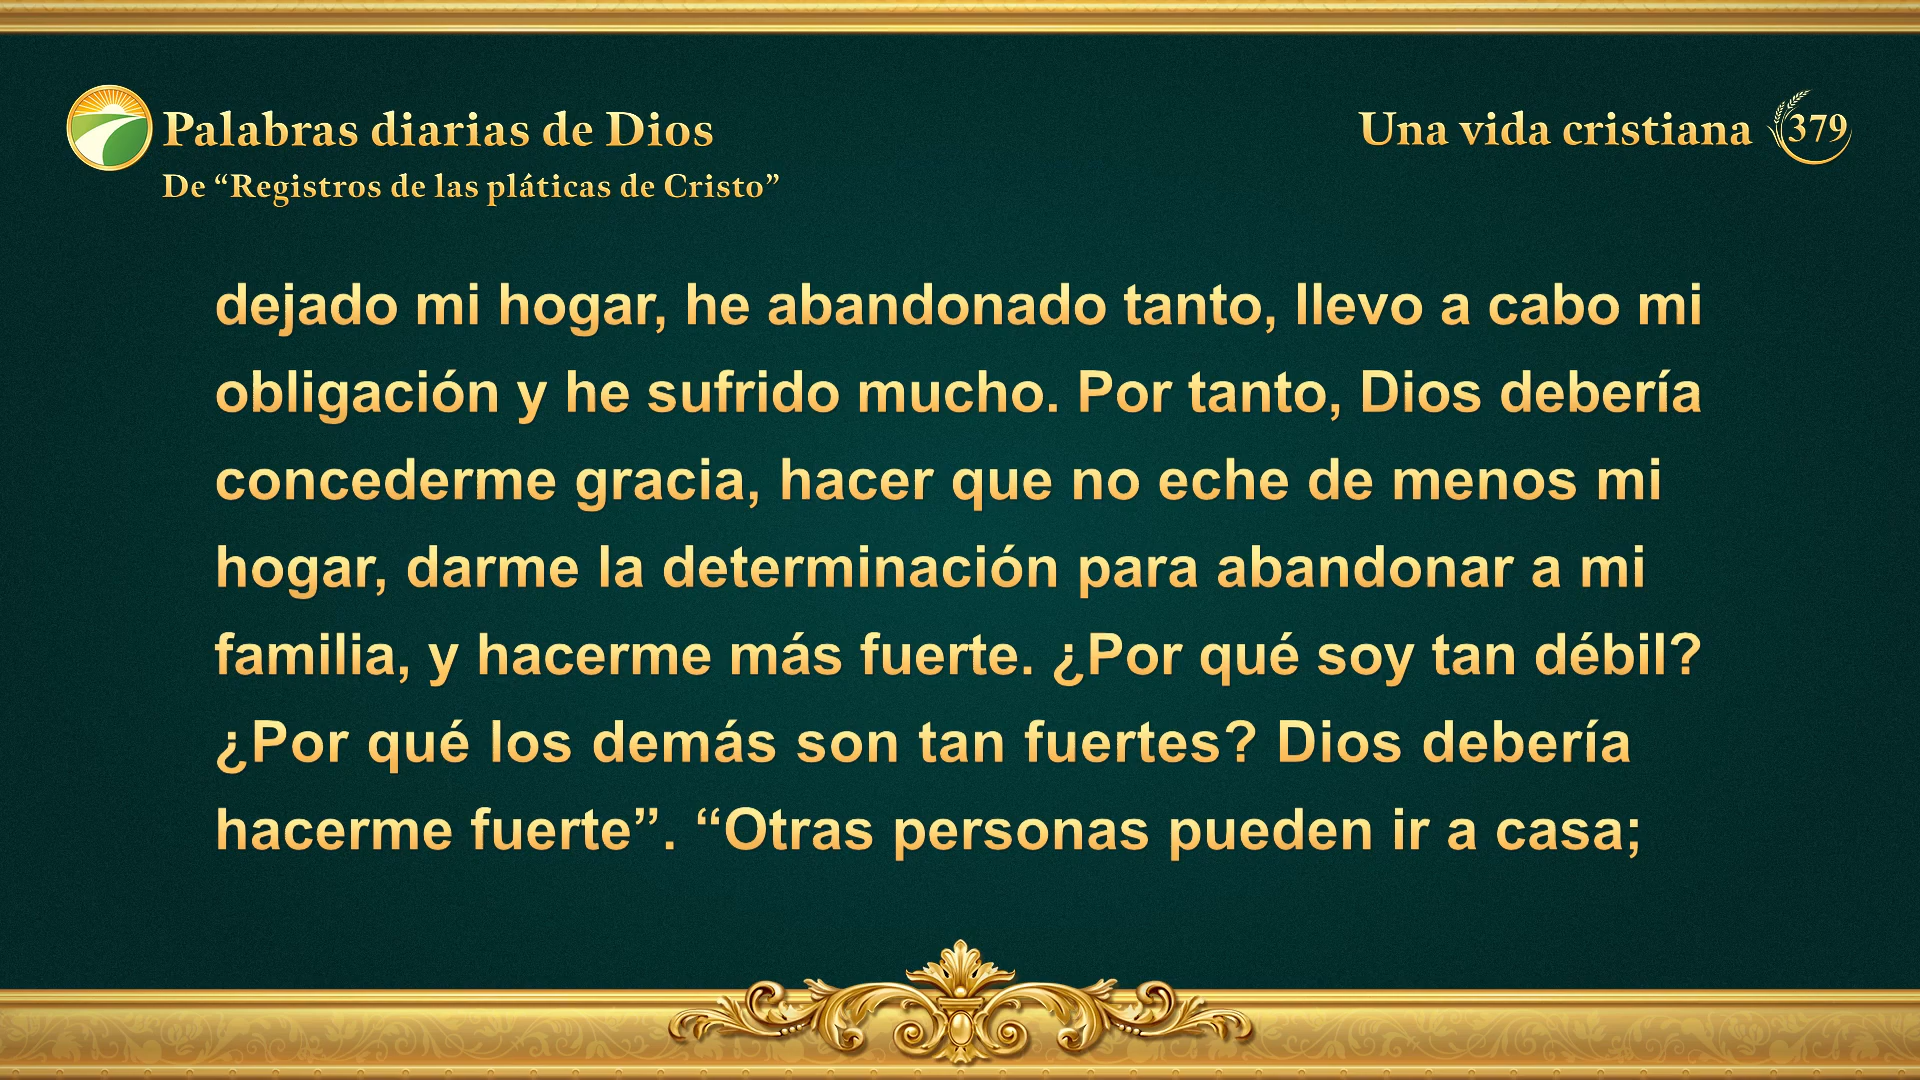 Palabras diarias de Dios
De “Registros de las pláticas de Cristo”
Una vida cristiana 379
dejado mi hogar, he abandonado tanto, llevo a cabo mi
obligación y he sufrido mucho. Por tanto, Dios debería
concederme gracia, hacer que no eche de menos mi
hogar, darme la determinación para abandonar a mi
familia, y hacerme más fuerte. ¿Por qué soy tan débil?
¿Por qué los demás son tan fuertes? Dios debería
hacerme fuerte”. “Otras personas pueden ir a casa;